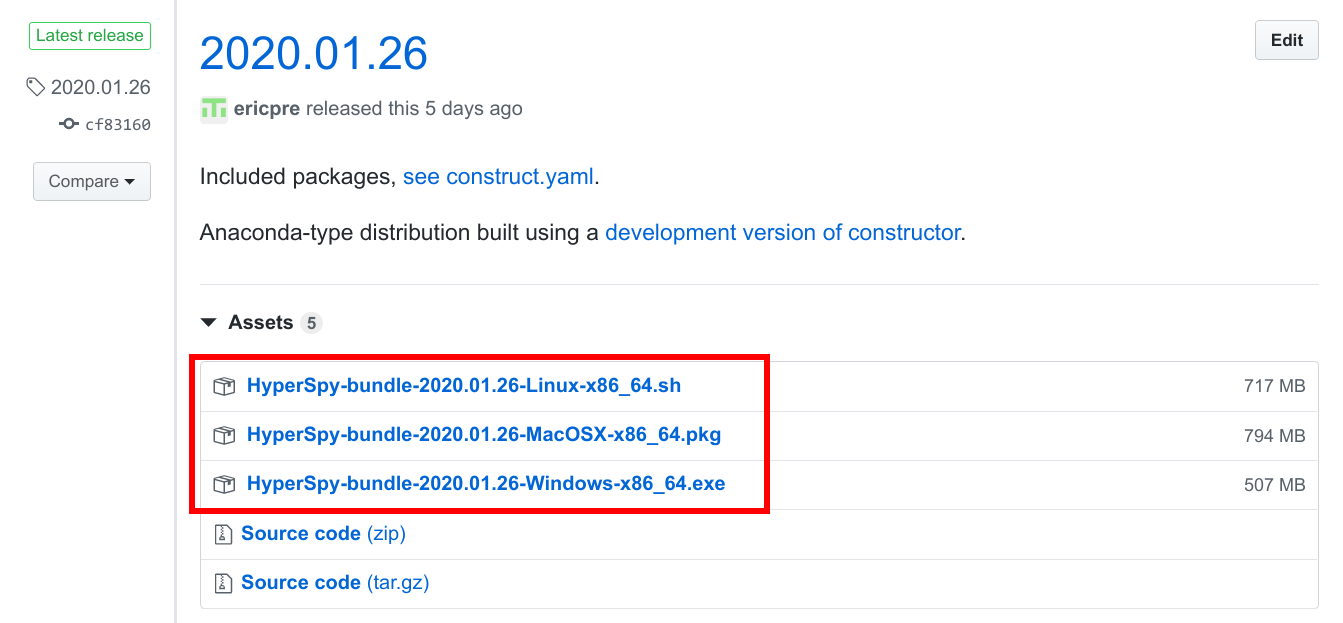 Latest release
2020.01.26
cf83160
Compare
2020.01.26
Edit
ericpre released this 5 days ago
Included packages, see construct.yaml.
Anaconda-type distribution built using a development version of constructor.
Assets 5
HyperSpy-bundle-2020.01.26-Linux-x86_64.sh 717 MB
HyperSpy-bundle-2020.01.26-MacOSX-x86_64.pkg 794 MB
HyperSpy-bundle-2020.01.26-Windows-x86_64.exe 507 MB
Source code (zip)
Source code (tar.gz)